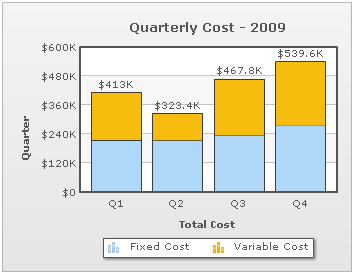 Quarterly Cost - 2009
$600K
$480K
$360K
$240K
$120K
$0
Quarter
$413K
$323.4K
$467.8K
$539.6K
Q1 Q2 Q3 Q4
Total Cost
Fixed Cost Variable Cost